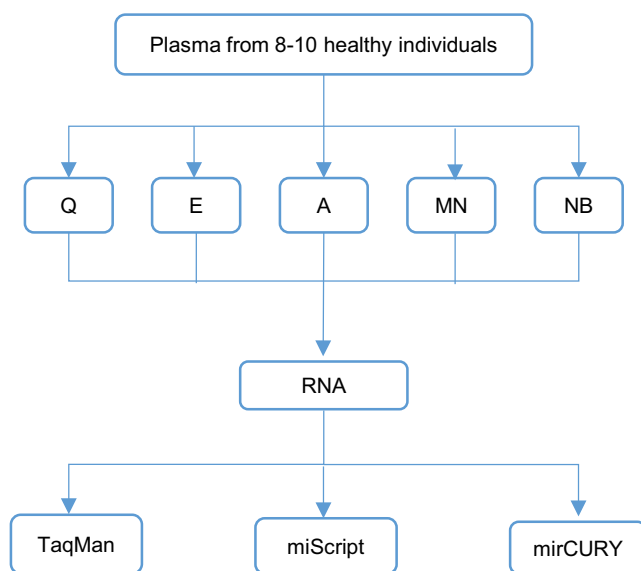 Plasma from 8-10 healthy individuals
Q
E
A
MN
NB
RNA
TaqMan
miScript
mirCURY